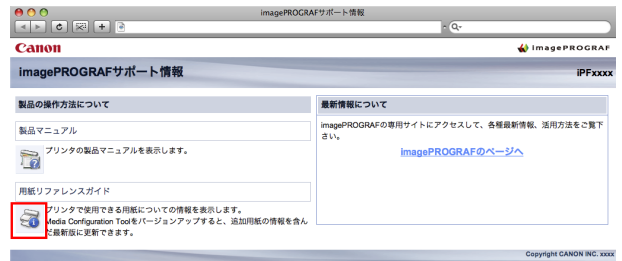 imagePROGRAFサポート情報
Canon
imagePROGRAF
imagePROGRAFサポート情報
iPFxxxx
製品の操作方法について
製品マニュアル
プリンタの製品マニュアルを表示します。
用紙リファレンスガイド
プリンタで使用できる用紙についての情報を表示します。
Media Configuration Toolをバージョンアップすると、追加用紙の情報を含ん
だ最新版に更新できます。
最新情報について
imagePROGRAFの専用サイトにアクセスして、各種最新情報、活用方法をご覧下
さい。
imagePROGRAFのページへ
Copyright CANON INC. xxxx